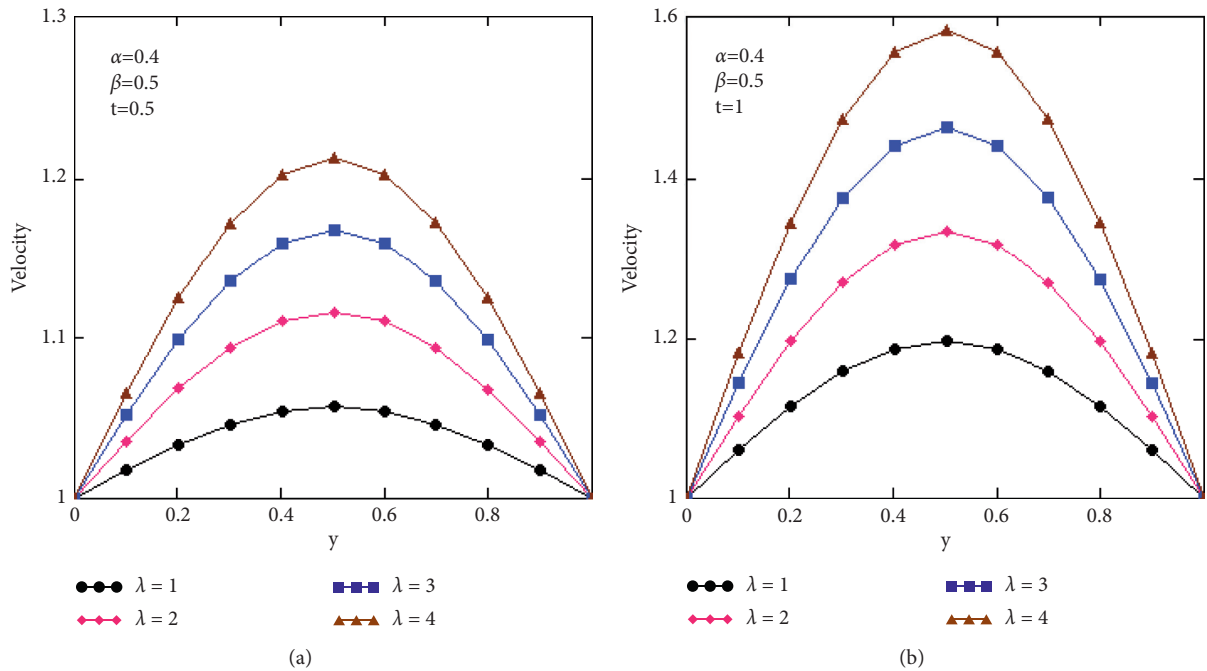 1.3
1.2
1.1
1
Velocity
α=0.4
β=0.5
t=0.5
0 0.2 0.4 0.6 0.8
y
λ = 1 λ = 3
λ = 2 λ = 4
(a)
1.6
1.6
1.4
1.2
1
Velocity
α=0.4
β=0.5
t=1
0 0.2 0.4 0.6 0.8
y
λ = 1 λ = 3
λ = 2 λ = 4
(b)